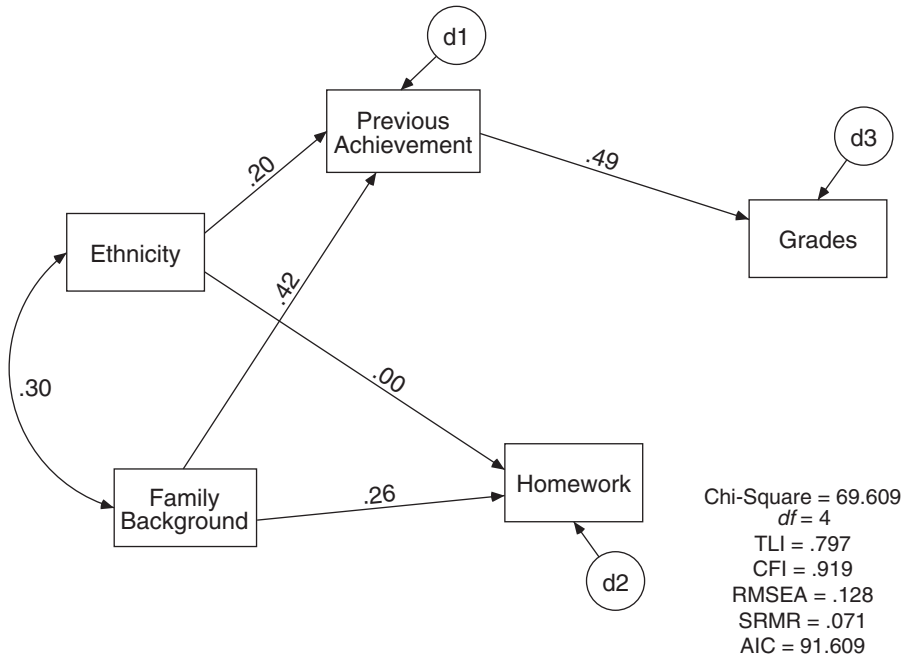 d1
Previous
Achievement
d3
.20
.49
Ethnicity
Grades
.42
.00
.30
Family
Background
.26
Homework
d2
Chi-Square = 69.609
df = 4
TLI = .797
CFI = .919
RMSEA = .128
SRMR = .071
AIC = 91.609